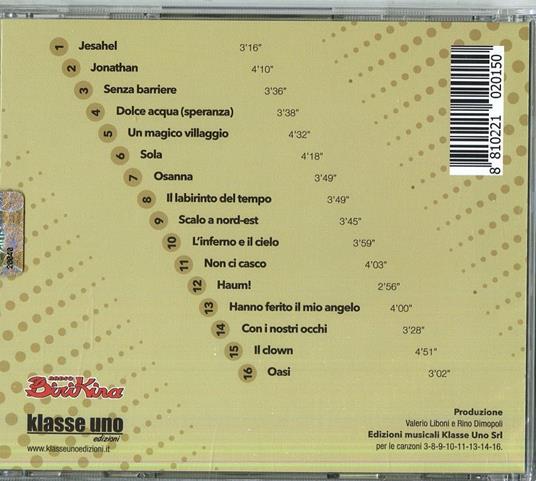 1 Jesahel 3'16"
2 Jonathan 4'10"
3 Senza barriere 3'36"
4 Dolce acqua (speranza) 3'38"
5 Un magico villaggio 4'32"
6 Sola 4'18"
7 Osanna 3'49"
8 Il labirinto del tempo 3'49"
9 Scalo a nord-est 3'45"
10 L'inferno e il cielo 3'59"
11 Non ci casco 4'03"
12 Haum! 2'56"
13 Hanno ferito il mio angelo 4'00"
14 Con i nostri occhi 3'28"
15 Il clown 4'51"
16 Oasi 3'02"
8 810221 020150
BiriKina
klasse uno
edizioni
www.klasseunoedizioni.it
Produzione
Valerio Liboni e Rino Dimopoli
Edizioni musicali Klasse Uno Srl
per le canzoni 3-8-9-10-11-13-14-16.